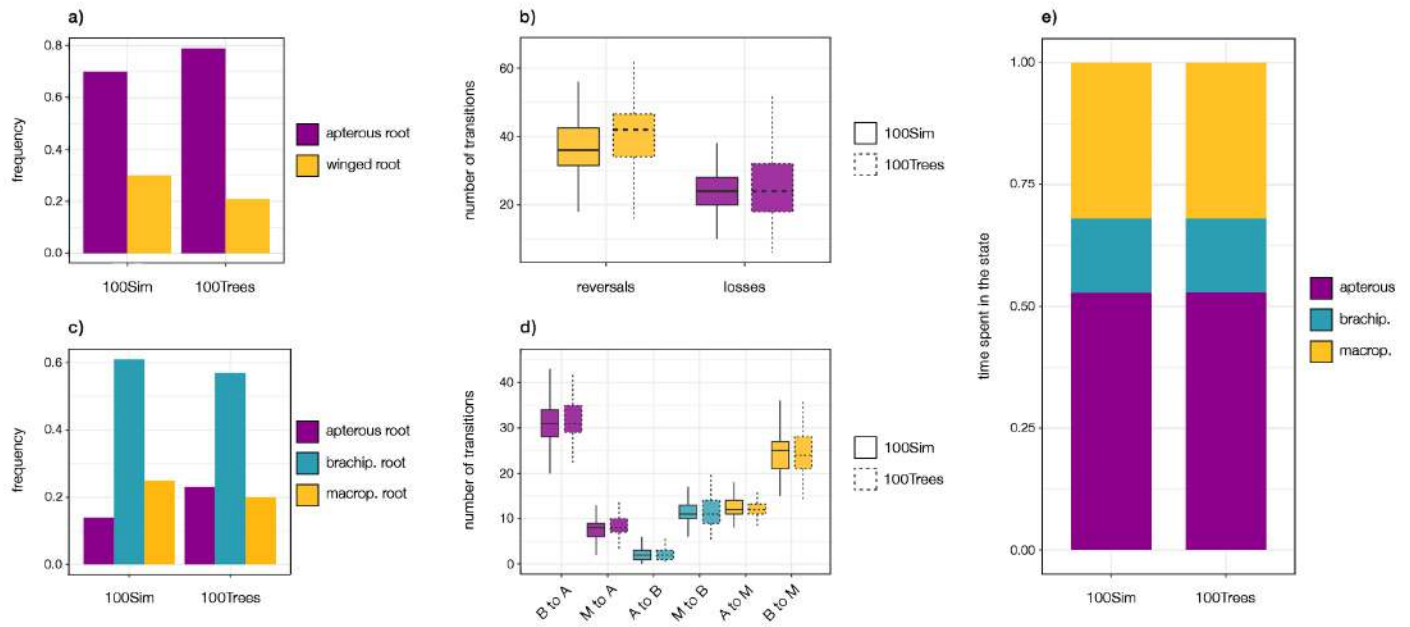 a)
0.8
0.6
0.4
0.2
0.0
frequency
100Sim
100Trees
apterous root
winged root
b)
60
40
20
number of transitions
reversals
losses
100Sim
100Trees
c)
0.6
0.4
0.2
0.0
frequency
100Sim
100Trees
apterous root
brachip. root
macrop. root
d)
40
30
20
10
0
number of transitions
B to A
M to A
A to B
M to B
A to M
B to M
100Sim
100Trees
e)
1.00
0.75
0.50
0.25
0.00
time spent in the state
100Sim
100Trees
apterous
brachip.
macrop.